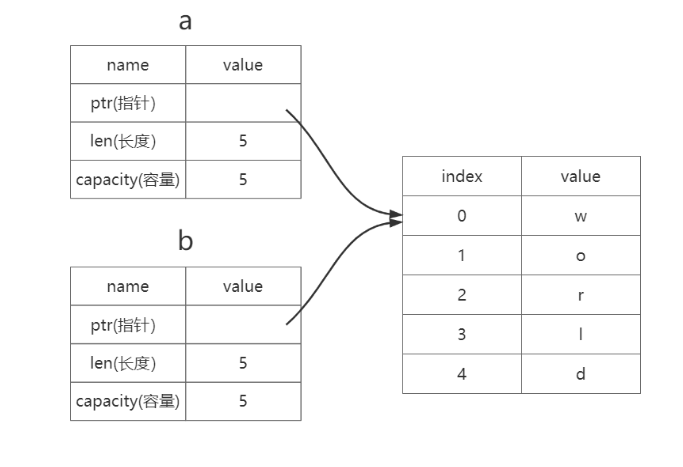 a
name value
ptr(指针)
len(长度) 5
capacity(容量) 5
b
name value
ptr(指针)
len(长度) 5
capacity(容量) 5
index value
0 w
1 o
2 r
3 l
4 d